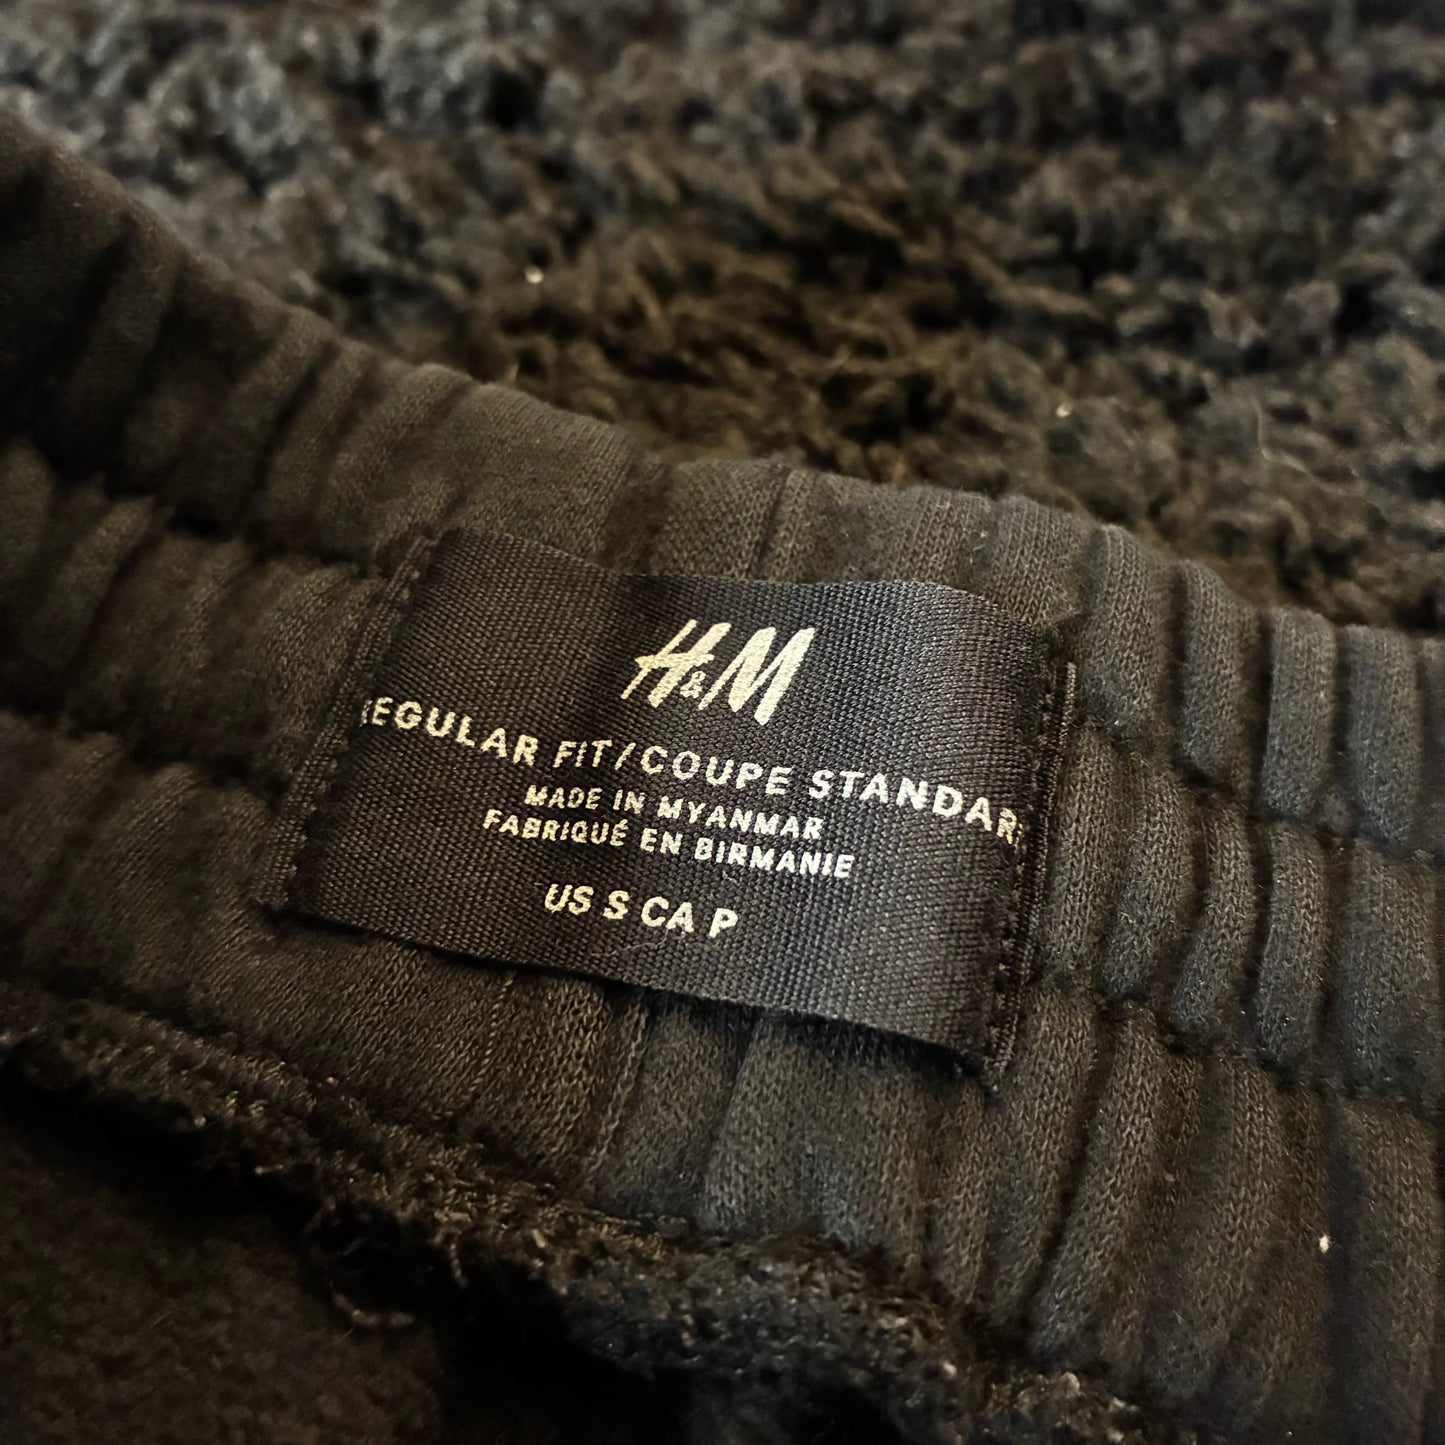 H&M
REGULAR FIT/COUPE STANDARD
MADE IN MYANMAR
FABRIQUÉ EN BIRMANIE
US S CA P